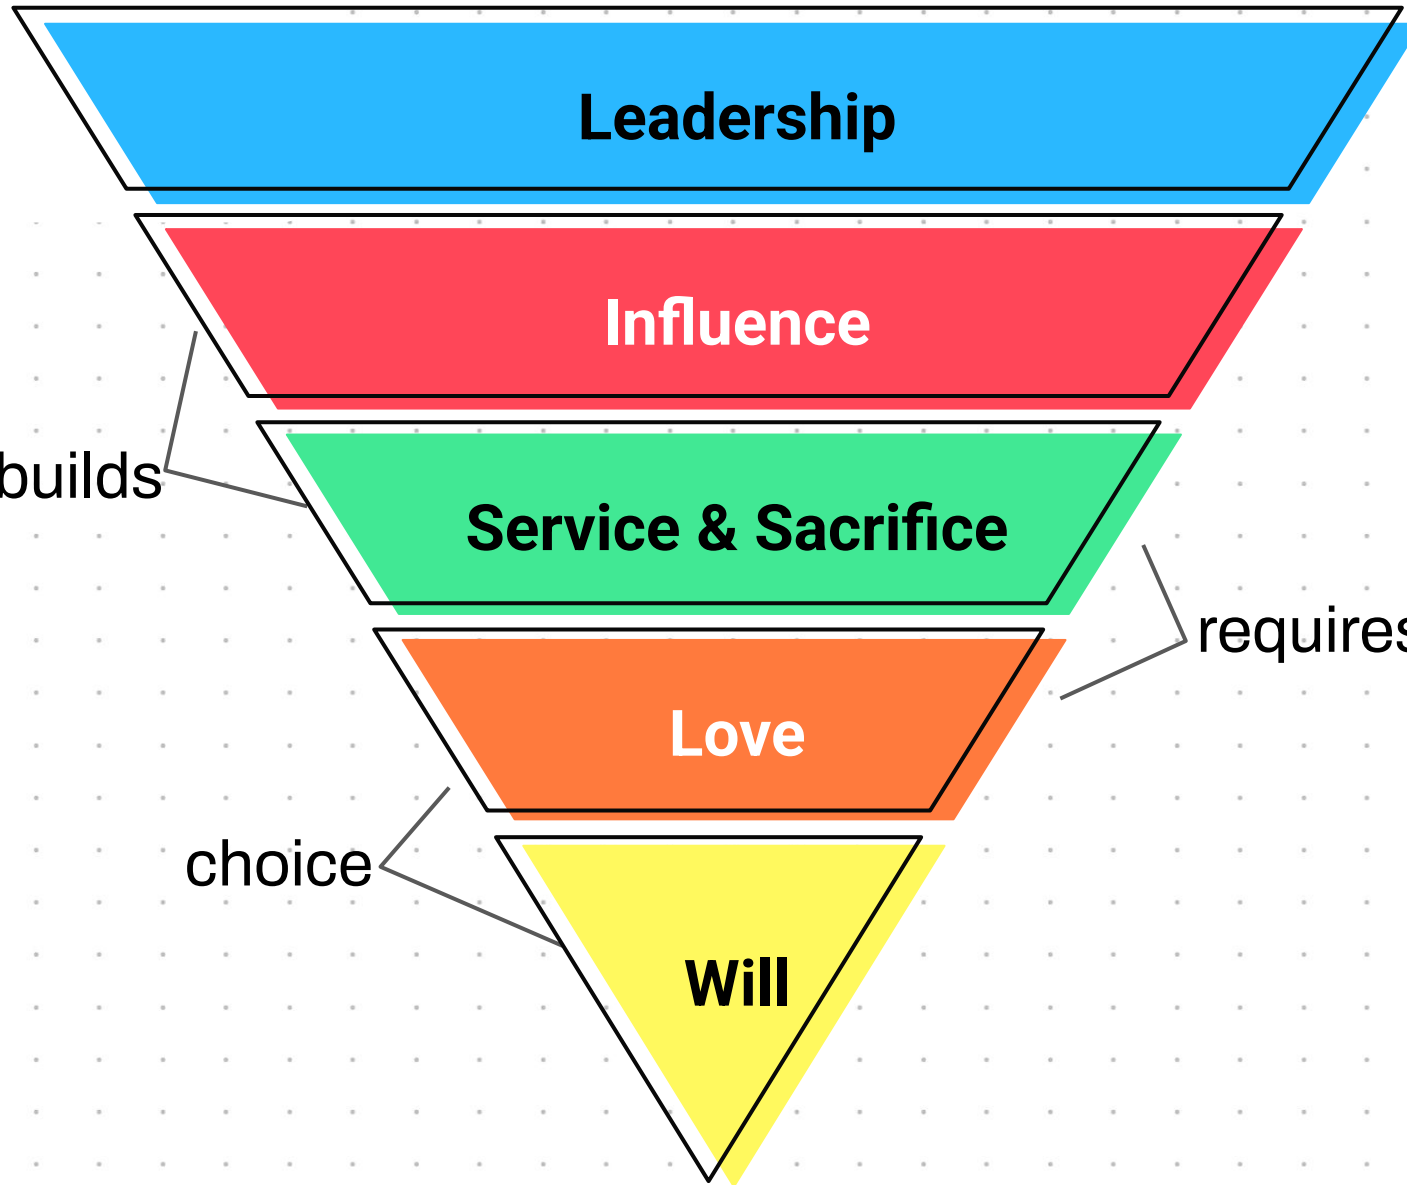 Leadership
Influence
builds
Service & Sacrifice
requires
Love
choice
Will